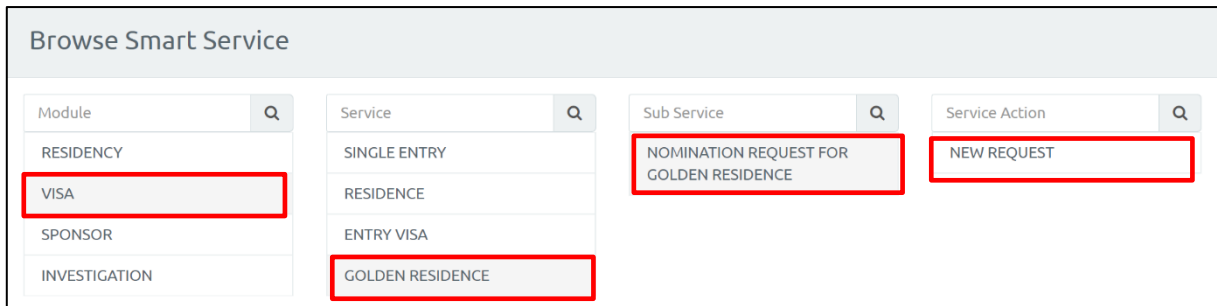 Browse Smart Service
Module
RESIDENCY
VISA
SPONSOR
INVESTIGATION
Service
SINGLE ENTRY
RESIDENCE
ENTRY VISA
GOLDEN RESIDENCE
Sub Service
NOMINATION REQUEST FOR
GOLDEN RESIDENCE
Service Action
NEW REQUEST